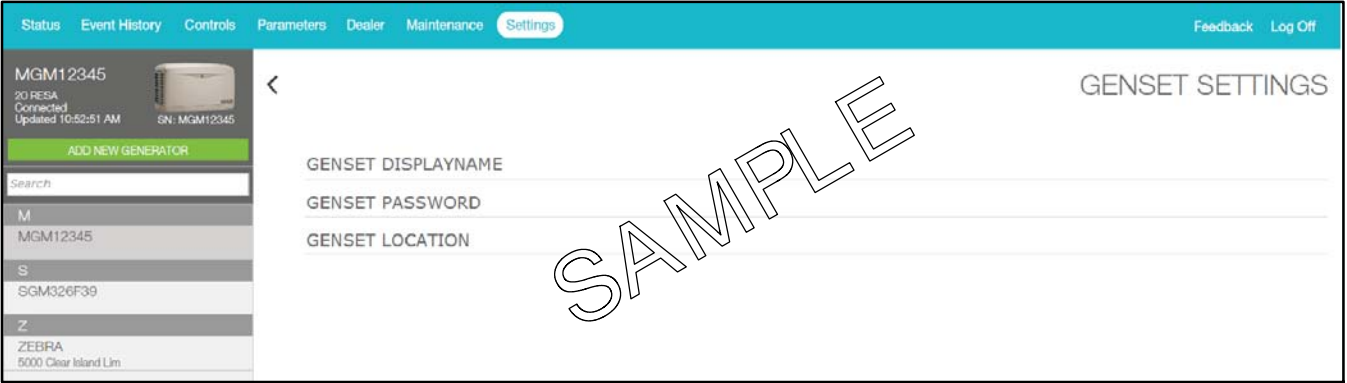 Status Event History Controls Parameters Dealer Maintenance Settings Feedback Log Off
MGM12345
20 RESA
Connected
Updated 10:52:51 AM SN: MGM12345
ADD NEW GENERATOR
Search
M
MGM12345
S
SGM326F39
Z
ZEBRA
5000 Clear Island Lim
GENSET SETTINGS
GENSET DISPLAYNAME
GENSET PASSWORD
GENSET LOCATION
SAMPLE